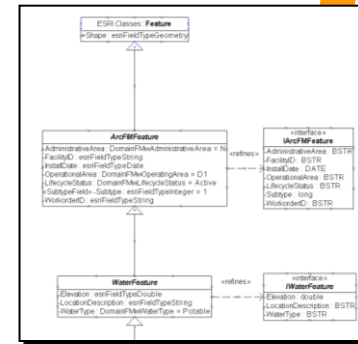 ESRI Classes::Feature
+Shape : esriFieldTypeGeometry
ArcFMFeature
+AdministrativeArea : DomainFMwAdministrativeArea = N
+FacilityID : esriFieldTypeString
+InstallDate : esriFieldTypeDate
+OperationalArea : DomainFMwOperatingArea = D1
+LifecycleStatus : DomainFMwLifecycleStatus = Active
+SubtypeField» -Subtype : esriFieldTypeInteger = 1
+WorkorderID : esriFieldTypeString
«refines»
«interface»
IArcFMFeature
+AdministrativeArea : BSTR
+FacilityID : BSTR
+InstallDate : DATE
+OperationalArea : BSTR
+LifecycleStatus : BSTR
+Subtype : long
+WorkorderID : BSTR
WaterFeature
+Elevation : esriFieldTypeDouble
+LocationDescription : esriFieldTypeString
+WaterType : DomainFMwWaterType = Potable
«refines»
«interface»
IWaterFeature
+Elevation : double
+LocationDescription : BSTR
+WaterType : BSTR